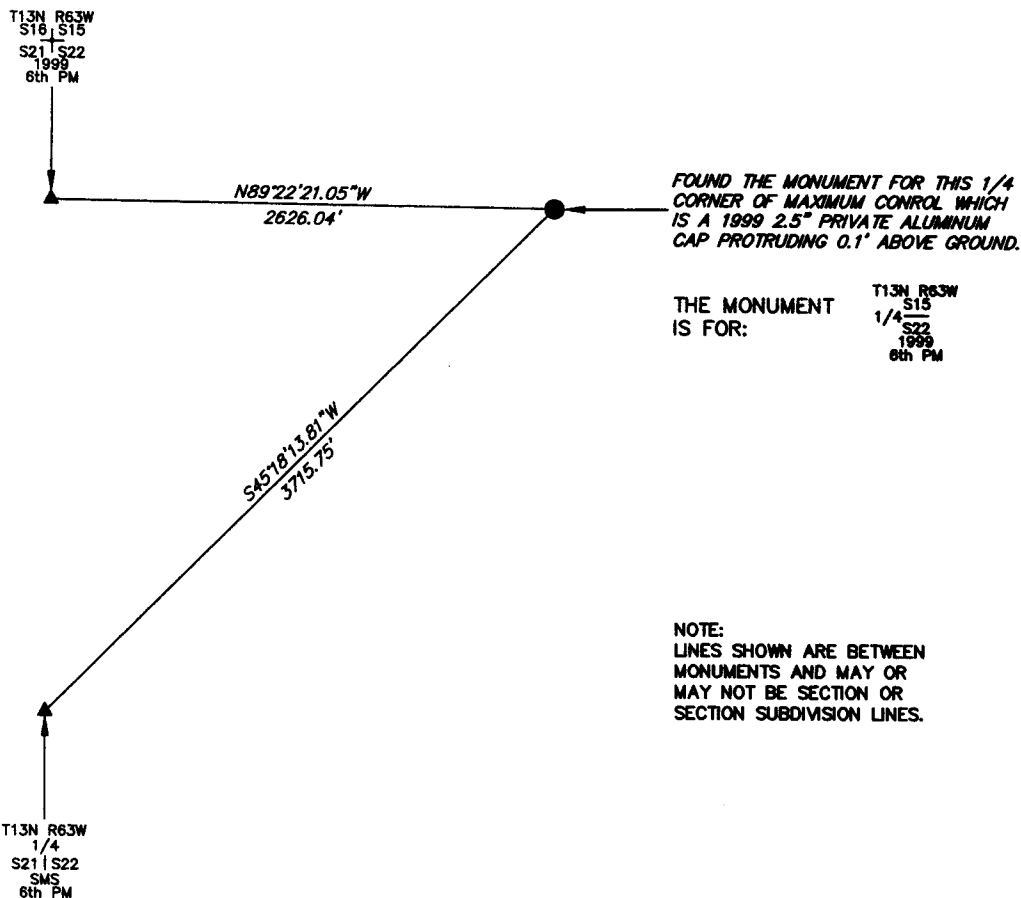 T13N R63W
S16 S15
S21 S22
1999
6th PM
N89°22'21.05"W
2626.04'
FOUND THE MONUMENT FOR THIS 1/4
CORNER OF MAXIMUM CONROL WHICH
IS A 1999 2.5" PRIVATE ALUMINUM
CAP PROTRUDING 0.1' ABOVE GROUND.
THE MONUMENT
IS FOR:
T13N R63W
S15
1/4
S22
1999
6th PM
S45°18'13.81"W
3715.75'
NOTE:
LINES SHOWN ARE BETWEEN
MONUMENTS AND MAY OR
MAY NOT BE SECTION OR
SECTION SUBDIVISION LINES.
T13N R63W
1/4
S21 S22
SMS
6th PM